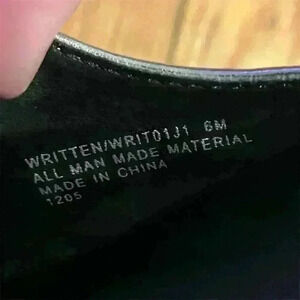 WRITTEN/WRIT01J1 6M
ALL MAN MADE MATERIAL
MADE IN CHINA
1205